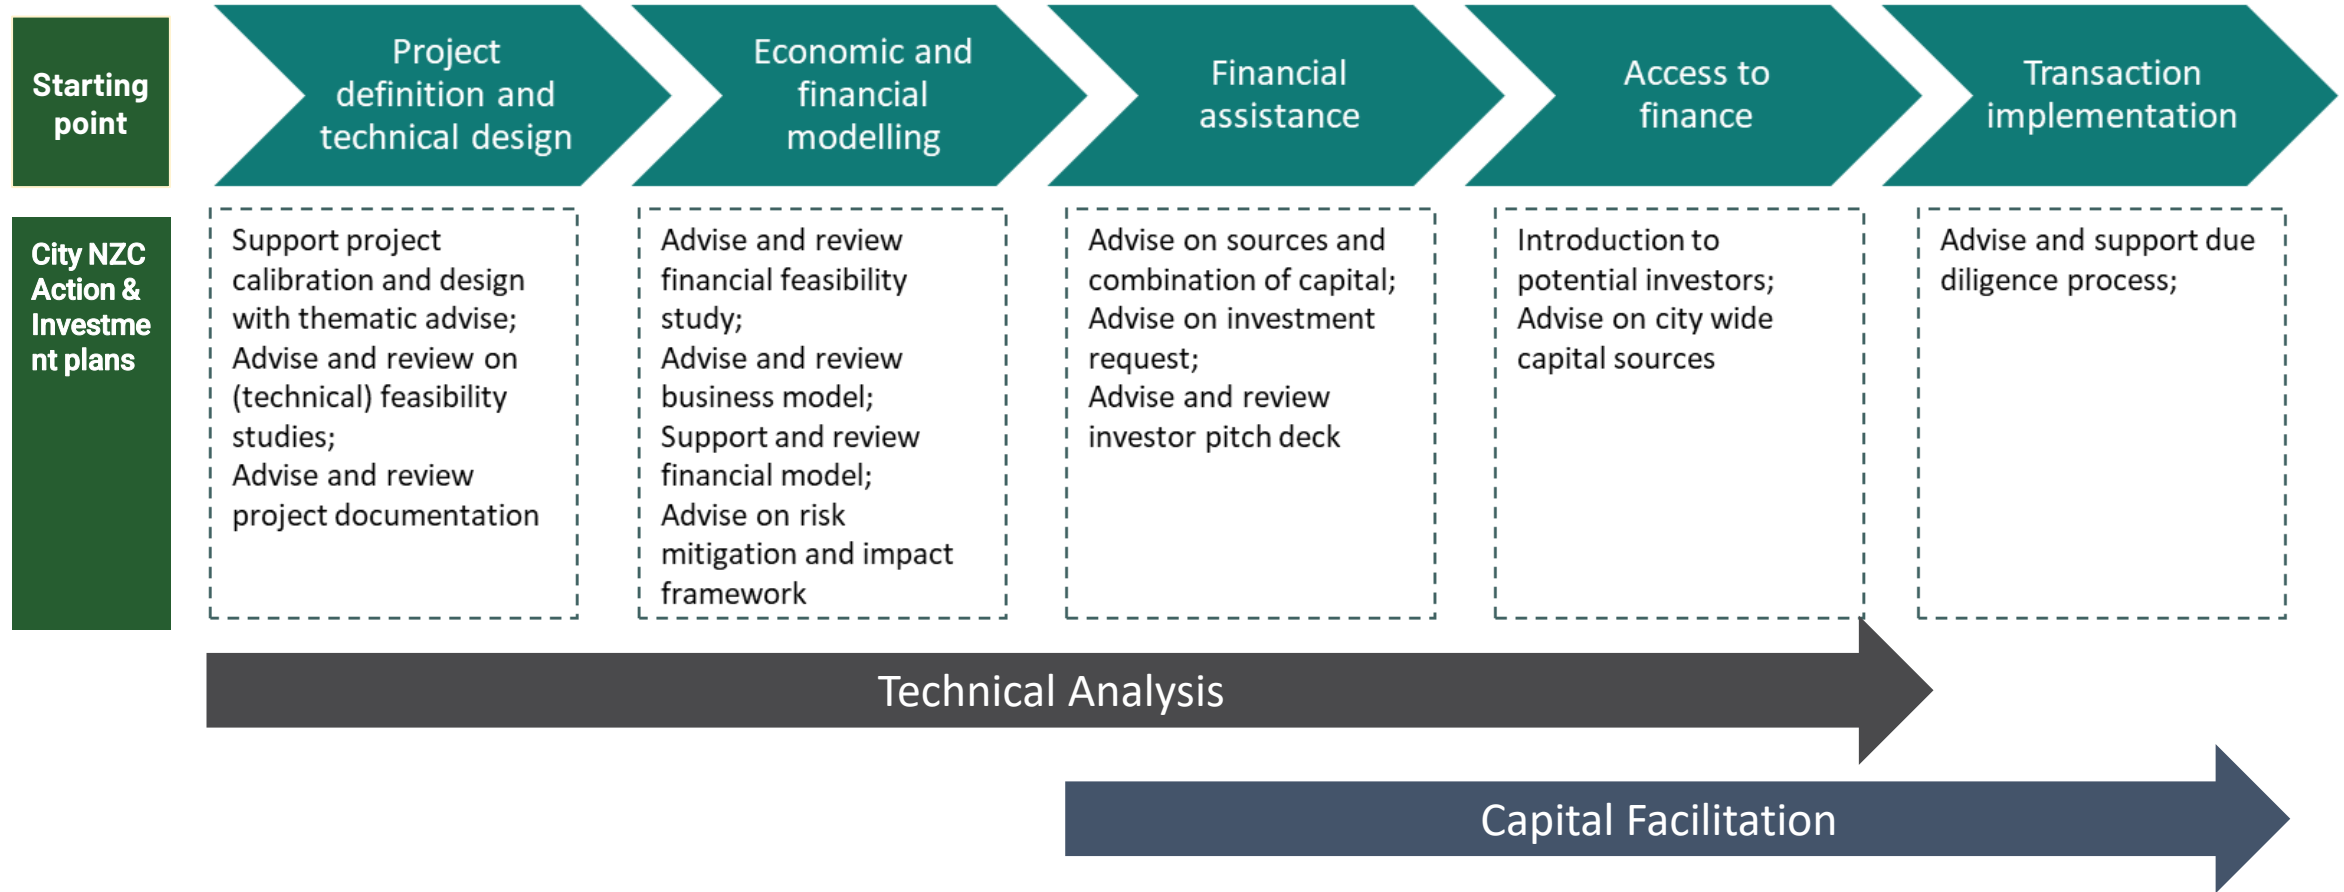 Starting
point
Project
definition and
technical design
Economic and
financial
modelling
Financial
assistance
Access to
finance
Transaction
implementation
City NZC
Action &
Investme
nt plans
Support project
calibration and design
with thematic advise;
Advise and review on
(technical) feasibility
studies;
Advise and review
project documentation
Advise and review
financial feasibility
study;
Advise and review
business model;
Support and review
financial model;
Advise on risk
mitigation and impact
framework
Advise on sources and
combination of capital;
Advise on investment
request;
Advise and review
investor pitch deck
Introduction to
potential investors;
Advise on city wide
capital sources
Advise and support due
diligence process;
Technical Analysis
Capital Facilitation